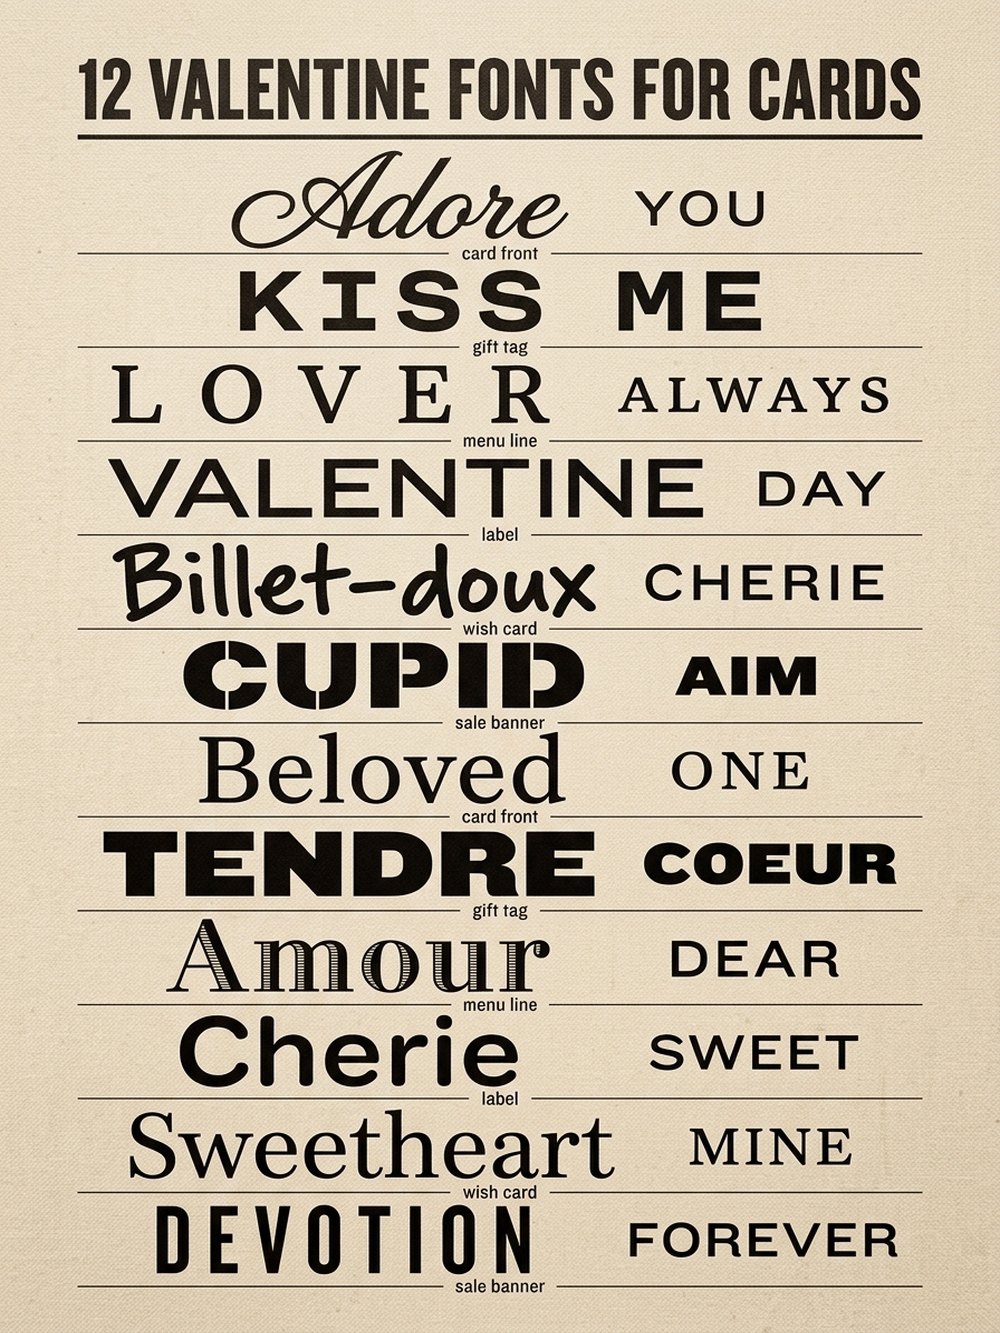 12 VALENTINE FONTS FOR CARDS
Adore YOU
card front
KISS ME
gift tag
LOVER ALWAYS
menu line
VALENTINE DAY
label
Billet-doux CHERIE
wish card
CUPID AIM
sale banner
Beloved ONE
card front
TENDRE COEUR
gift tag
Amour DEAR
menu line
Cherie SWEET
label
Sweetheart MINE
wish card
DEVOTION FOREVER
sale banner